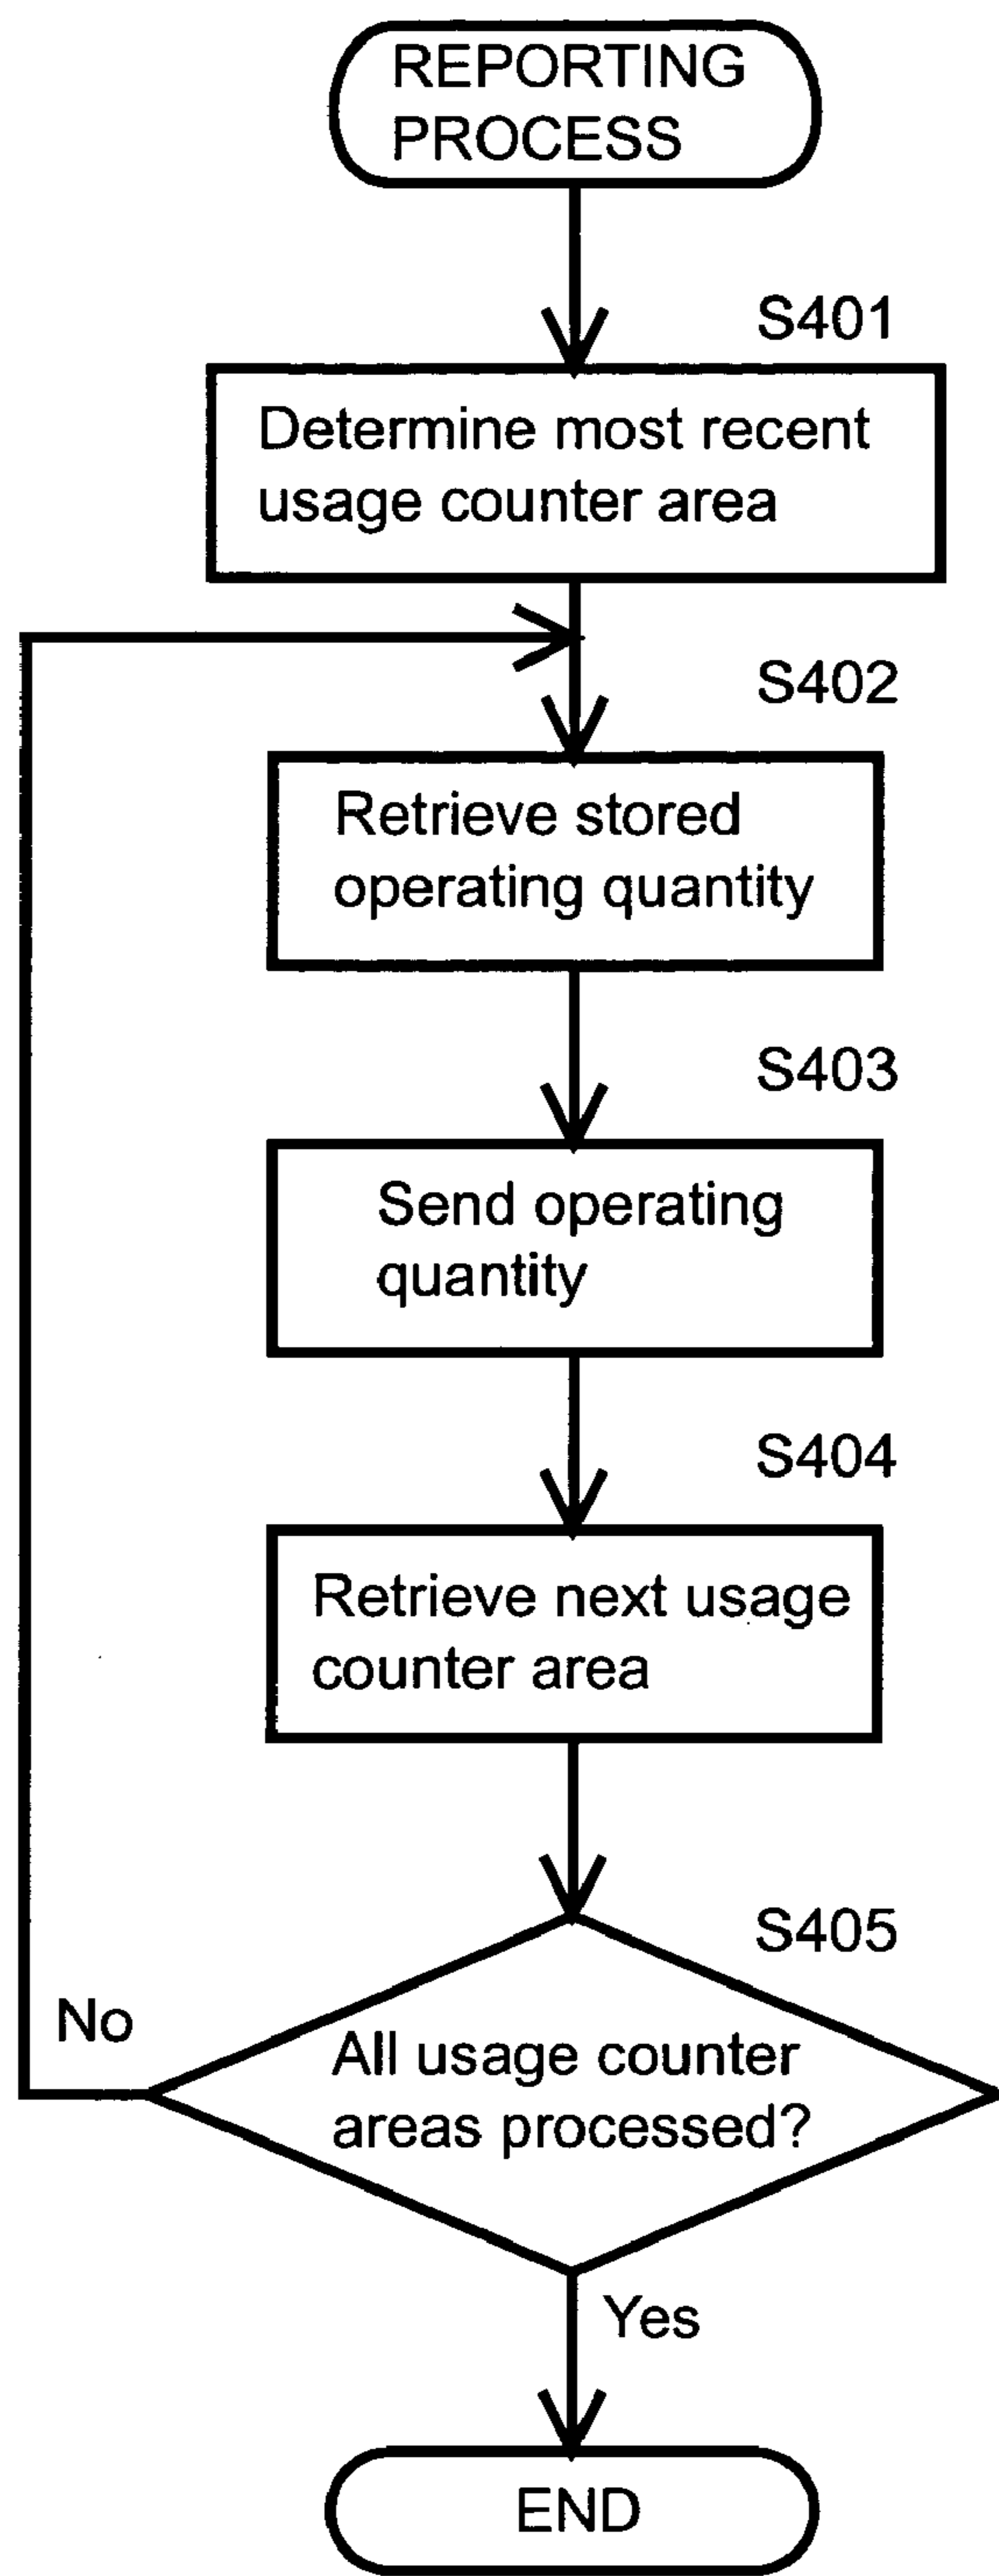 REPORTING
PROCESS
S401
Determine most recent
usage counter area
S402
Retrieve stored
operating quantity
S403
Send operating
quantity
S404
Retrieve next usage
counter area
S405
No
All usage counter
areas processed?
Yes
END